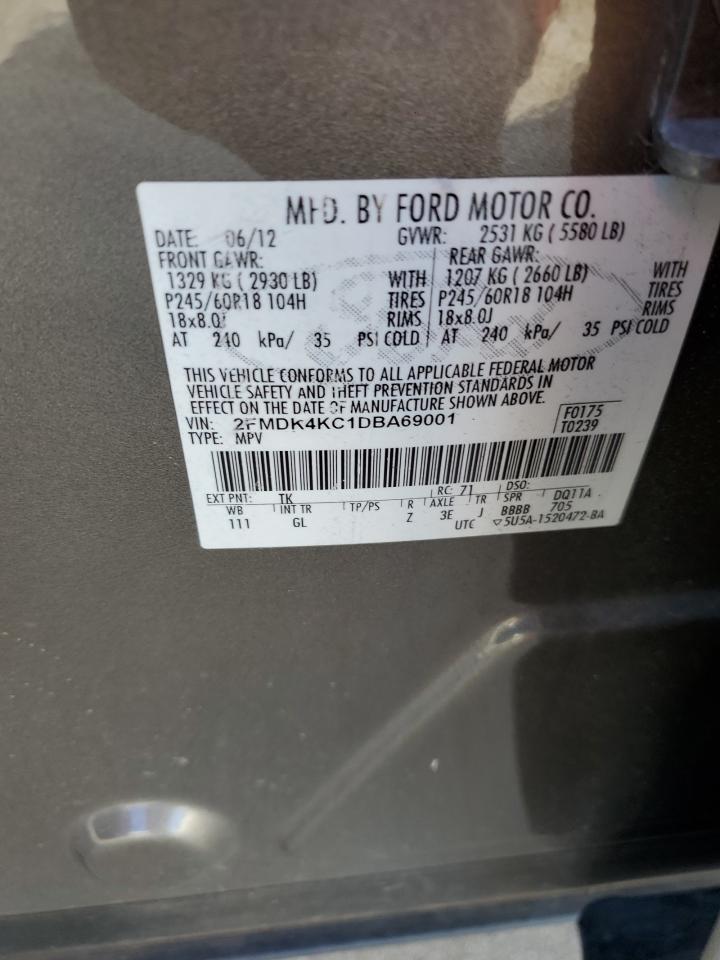 MFD. BY FORD MOTOR CO.
DATE: 06/12 GVWR: 2531 KG ( 5580 LB)
FRONT GAWR: REAR GAWR:
1329 KG ( 2930 LB) WITH 1207 KG ( 2660 LB) WITH
P245/60R18 104H TIRES P245/60R18 104H TIRES
18x8.0J RIMS 18x8.0J RIMS
AT 240 kPa/ 35 PSI COLD AT 240 kPa/ 35 PSI COLD
THIS VEHICLE CONFORMS TO ALL APPLICABLE FEDERAL MOTOR
VEHICLE SAFETY AND THEFT PREVENTION STANDARDS IN
EFFECT ON THE DATE OF MANUFACTURE SHOWN ABOVE.
VIN: 2FMDK4KC1DBA69001 F0175
TYPE: MPV T0239
EXT PNT: TK RC: 71 DSO:
WB INT TR TP/PS R AXLE TR SPR DQ11A
111 GL Z 3E J BBBB 705
UTC ▽5U5A-1520472-BA